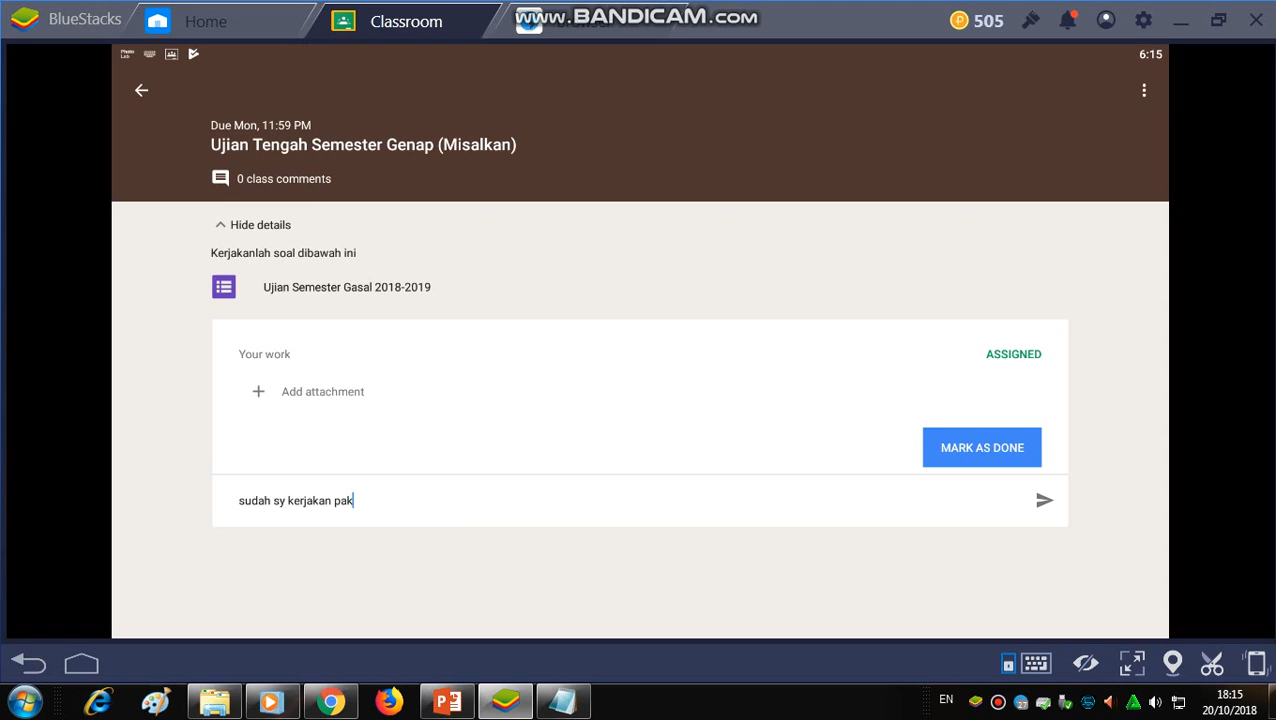 BlueStacks
Home
Classroom
www.BANDICAM.com
505
Photo Lab
6:15
Due Mon, 11:59 PM
Ujian Tengah Semester Genap (Misalkan)
0 class comments
Hide details
Kerjakanlah soal dibawah ini
Ujian Semester Gasal 2018-2019
Your work
ASSIGNED
Add attachment
MARK AS DONE
sudah sy kerjakan pak
EN
18:15
20/10/2018